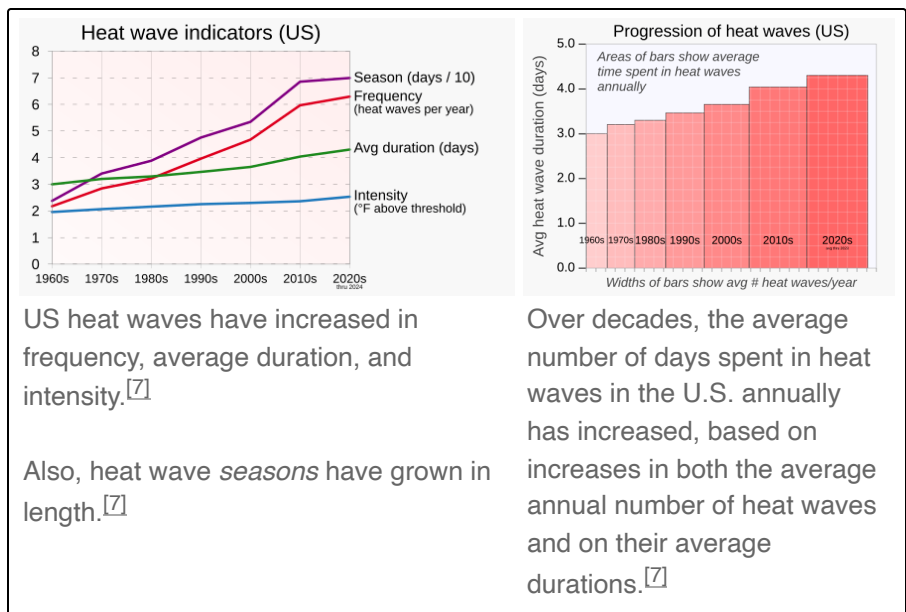 Heat wave indicators (US)
8
7
6
5
4
3
2
1
0
Season (days / 10)
Frequency
(heat waves per year)
Avg duration (days)
Intensity
(°F above threshold)
1960s 1970s 1980s 1990s 2000s 2010s 2020s
thru 2024
US heat waves have increased in
frequency, average duration, and
intensity.[7]
Also, heat wave seasons have grown in
length.[7]
Progression of heat waves (US)
Avg heat wave duration (days)
5.0
4.0
3.0
2.0
1.0
0.0
Areas of bars show average
time spent in heat waves
annually
1960s 1970s 1980s 1990s 2000s 2010s 2020s
avg thru 2024
Widths of bars show avg # heat waves/year
Over decades, the average
number of days spent in heat
waves in the U.S. annually
has increased, based on
increases in both the average
annual number of heat waves
and on their average
durations.[7]